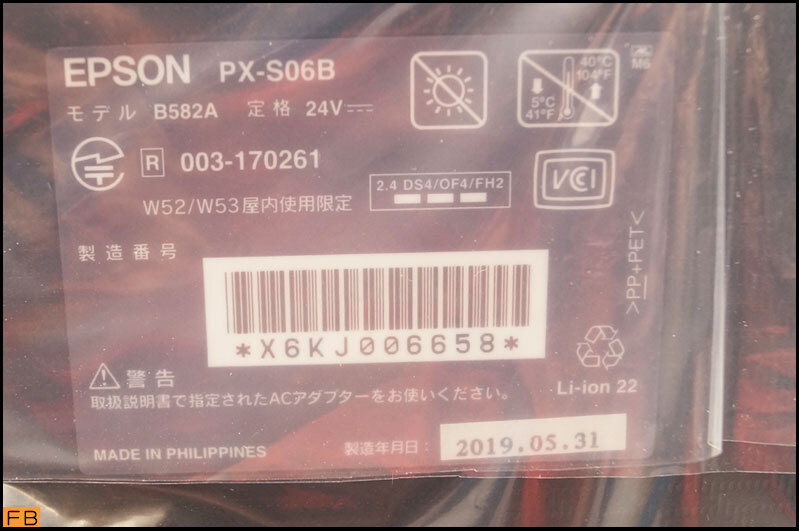 EPSON PX-S06B
モデル B582A 定格 24V
40°C
104°F
5°C
41°F
M6
R 003-170261
2.4 DS4/OF4/FH2
VCCI
W52/W53屋内使用限定
製造番号
*X6KJ006658*
>PP+PET<
警告
取扱説明書で指定されたACアダプターをお使いください。
Li-ion 22
MADE IN PHILIPPINES
製造年月日: 2019.05.31
FB